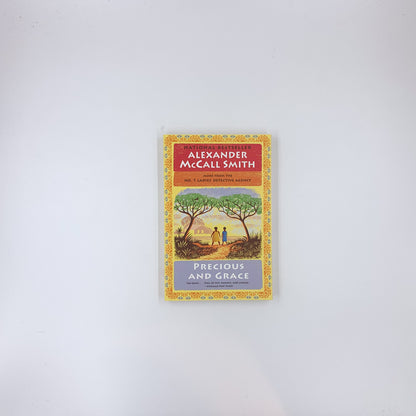 NATIONAL BESTSELLER
ALEXANDER
McCALL SMITH
MORE FROM THE
NO. 1 LADIES' DETECTIVE AGENCY
PRECIOUS
AND GRACE